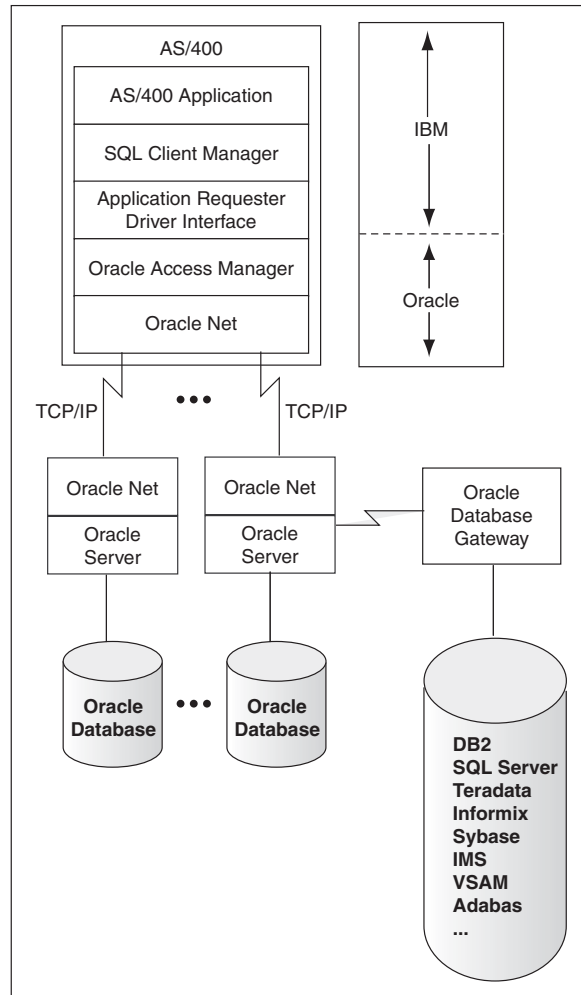 AS/400
AS/400 Application
SQL Client Manager
Application Requester
Driver Interface
Oracle Access Manager
Oracle Net
IBM
Oracle
TCP/IP
•••
TCP/IP
Oracle Net
Oracle
Server
Oracle Net
Oracle
Server
Oracle
Database
Gateway
Oracle
Database
•••
Oracle
Database
DB2
SQL Server
Teradata
Informix
Sybase
IMS
VSAM
Adabas
...